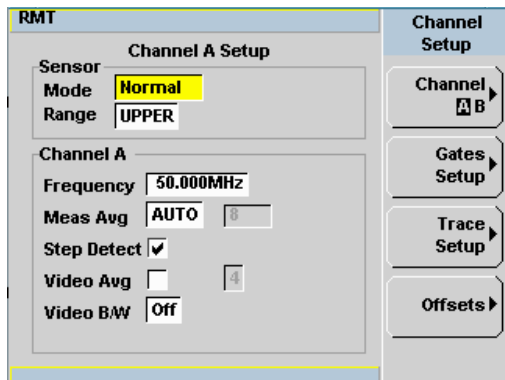 RMT
Channel A Setup
Sensor
Mode Normal
Range UPPER
Channel A
Frequency 50.000MHz
Meas Avg AUTO 8
Step Detect
Video Avg 4
Video B/W Off
Channel
Setup
Channel
A B
Gates
Setup
Trace
Setup
Offsets